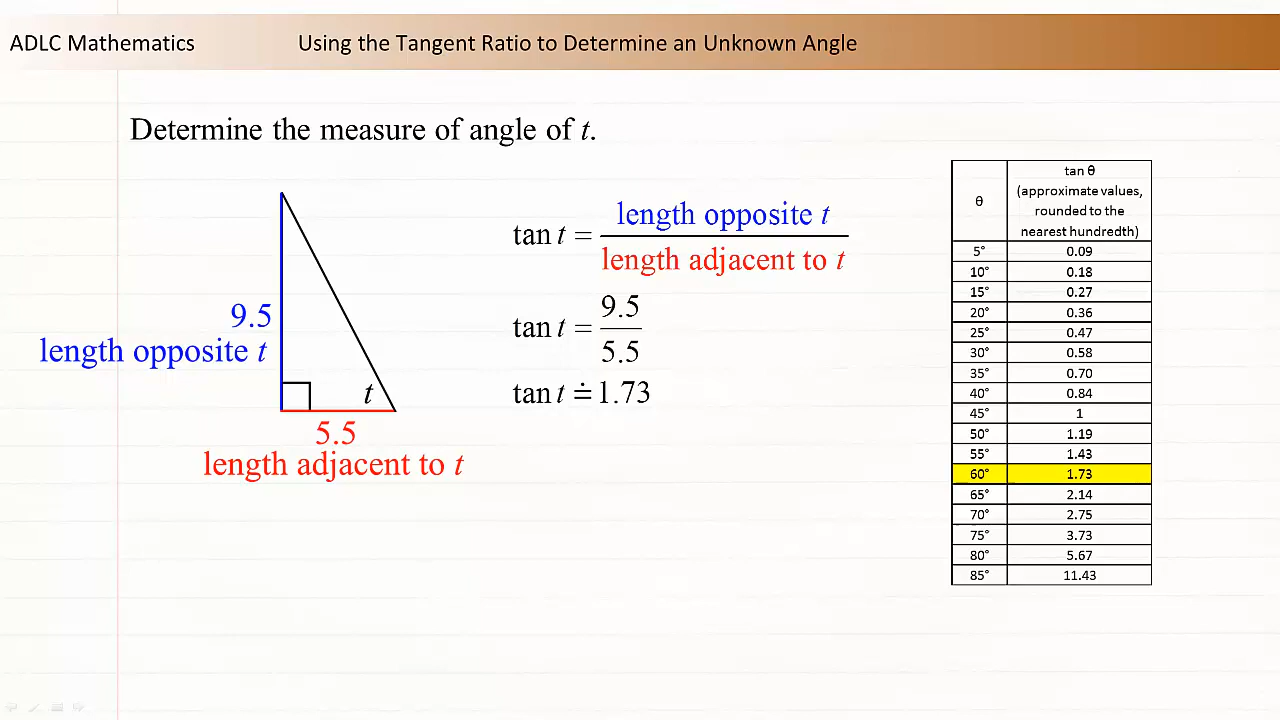 ADLC Mathematics
Using the Tangent Ratio to Determine an Unknown Angle
Determine the measure of angle of t.
9.5
length opposite t
t
5.5
length adjacent to t
tan t = length opposite t / length adjacent to t
tan t = 9.5 / 5.5
tan t ≐ 1.73
θ tan θ
(approximate values,
rounded to the
nearest hundredth)
5° 0.09
10° 0.18
15° 0.27
20° 0.36
25° 0.47
30° 0.58
35° 0.70
40° 0.84
45° 1
50° 1.19
55° 1.43
60° 1.73
65° 2.14
70° 2.75
75° 3.73
80° 5.67
85° 11.43